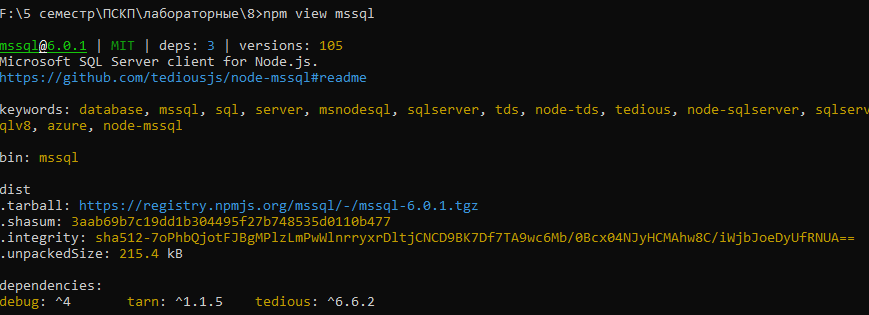 F:\5 семестр\ПСКП\лабораторные\8>npm view mssql
mssql@6.0.1 | MIT | deps: 3 | versions: 105
Microsoft SQL Server client for Node.js.
https://github.com/tediousjs/node-mssql#readme
keywords: database, mssql, sql, server, msnodesql, sqlserver, tds, node-tds, tedious, node-sqlserver, sqlserv
qlv8, azure, node-mssql
bin: mssql
dist
.tarball: https://registry.npmjs.org/mssql/-/mssql-6.0.1.tgz
.shasum: 3aab69b7c19dd1b304495f27b748535d0110b477
.integrity: sha512-7oPhbQjotFJBgMPlzLmPwWlnrryxrDltjCNCD9BK7Df7TA9wc6Mb/0Bcx04NJyHCMAhw8C/iWjbJoeDyUfRNUA==
.unpackedSize: 215.4 kB
dependencies:
debug: ^4 tarn: ^1.1.5 tedious: ^6.6.2